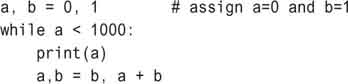 a, b = 0, 1        # assign a=0 and b=1
while a < 1000:
    print(a)
    a,b = b, a + b